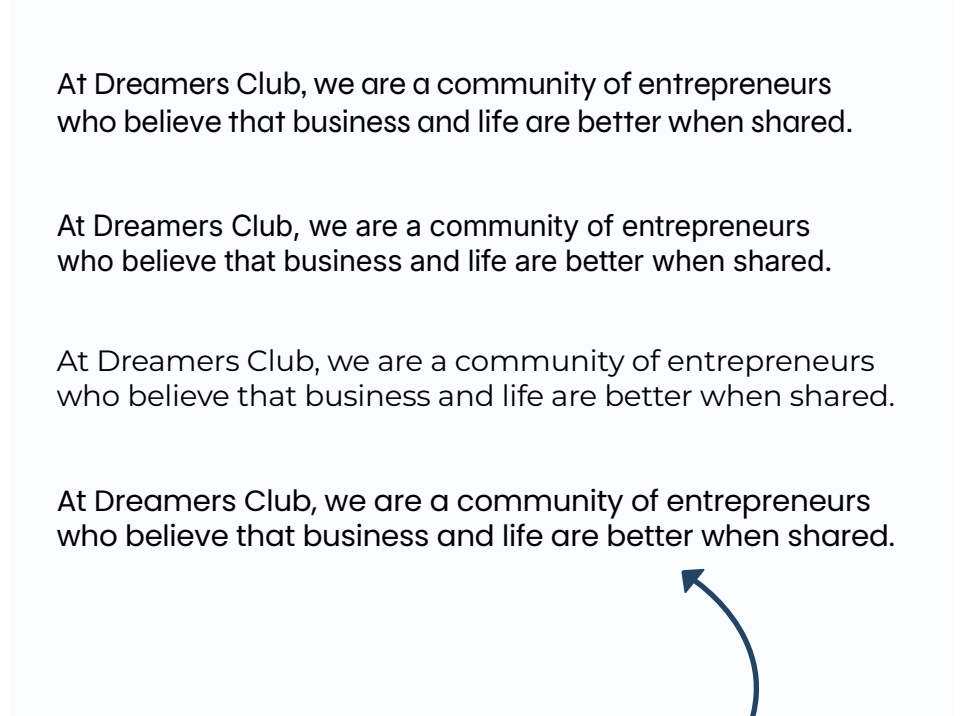 At Dreamers Club, we are a community of entrepreneurs
who believe that business and life are better when shared.
At Dreamers Club, we are a community of entrepreneurs
who believe that business and life are better when shared.
At Dreamers Club, we are a community of entrepreneurs
who believe that business and life are better when shared.
At Dreamers Club, we are a community of entrepreneurs
who believe that business and life are better when shared.